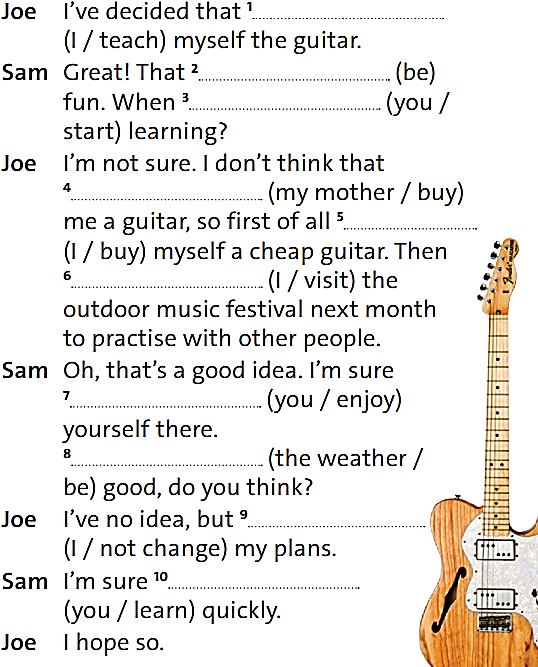 Joe I've decided that 1
(I / teach) myself the guitar.
Sam Great! That 2 (be)
fun. When 3 (you /
start) learning?
Joe I'm not sure. I don't think that
4 (my mother / buy)
me a guitar, so first of all 5
(I / buy) myself a cheap guitar. Then
6 (I / visit) the
outdoor music festival next month
to practise with other people.
Sam Oh, that's a good idea. I'm sure
7 (you / enjoy)
yourself there.
8 (the weather /
be) good, do you think?
Joe I've no idea, but 9
(I / not change) my plans.
Sam I'm sure 10
(you / learn) quickly.
Joe I hope so.
Fender